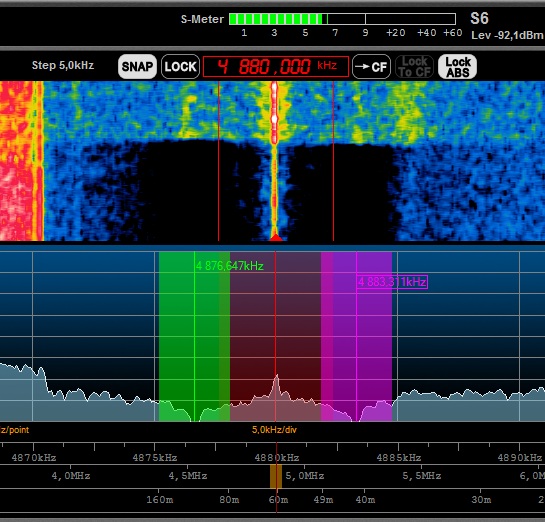 S-Meter S6
1 3 5 7 9 +20 +40 +60 Lev -92,1dBm
Step 5,0kHz SNAP LOCK 4 880.000 kHz →CF Lock To CF Lock ABS
4 876,647kHz
4 883,311kHz
z/point 5,0kHz/div
4870kHz 4875kHz 4880kHz 4885kHz 4890kHz
4,0MHz 4,5MHz 5,0MHz 5,5MHz 6,0M
160m 80m 60m 49m 40m 30m 2